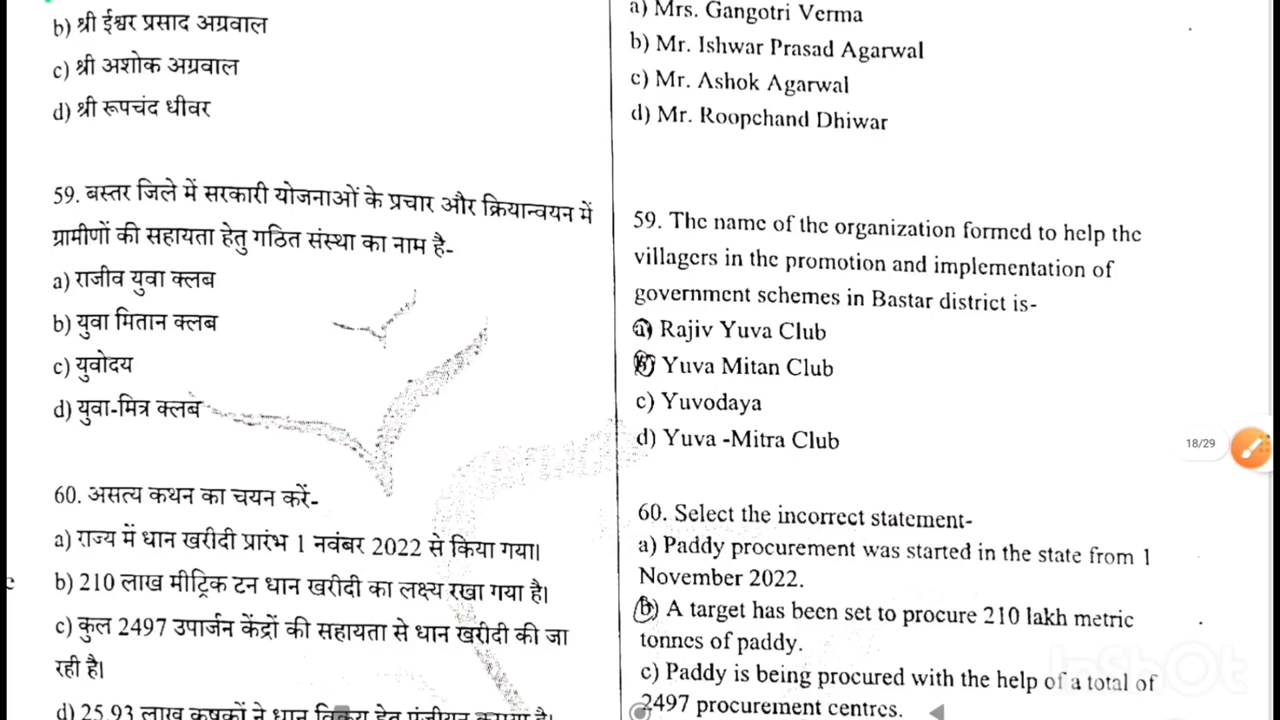 b) श्री ईश्वर प्रसाद अग्रवाल
c) श्री अशोक अग्रवाल
d) श्री रूपचंद धीवर
59. बस्तर जिले में सरकारी योजनाओं के प्रचार और क्रियान्वयन में
ग्रामीणों की सहायता हेतु गठित संस्था का नाम है-
a) राजीव युवा क्लब
b) युवा मितान क्लब
c) युवोदय
d) युवा-मित्र क्लब
60. असत्य कथन का चयन करें-
a) राज्य में धान खरीदी प्रारंभ 1 नवंबर 2022 से किया गया।
b) 210 लाख मीट्रिक टन धान खरीदी का लक्ष्य रखा गया है।
c) कुल 2497 उपार्जन केंद्रों की सहायता से धान खरीदी की जा
रही है।
d) 25.93 लाख कृषकों ने धान विक्रय हेतु पंजीयन कराया है।
a) Mrs. Gangotri Verma
b) Mr. Ishwar Prasad Agarwal
c) Mr. Ashok Agarwal
d) Mr. Roopchand Dhiwar
59. The name of the organization formed to help the
villagers in the promotion and implementation of
government schemes in Bastar district is-
a) Rajiv Yuva Club
b) Yuva Mitan Club
c) Yuvodaya
d) Yuva -Mitra Club
60. Select the incorrect statement-
a) Paddy procurement was started in the state from 1
November 2022.
b) A target has been set to procure 210 lakh metric
tonnes of paddy.
c) Paddy is being procured with the help of a total of
2497 procurement centres.
18/29
InShOt